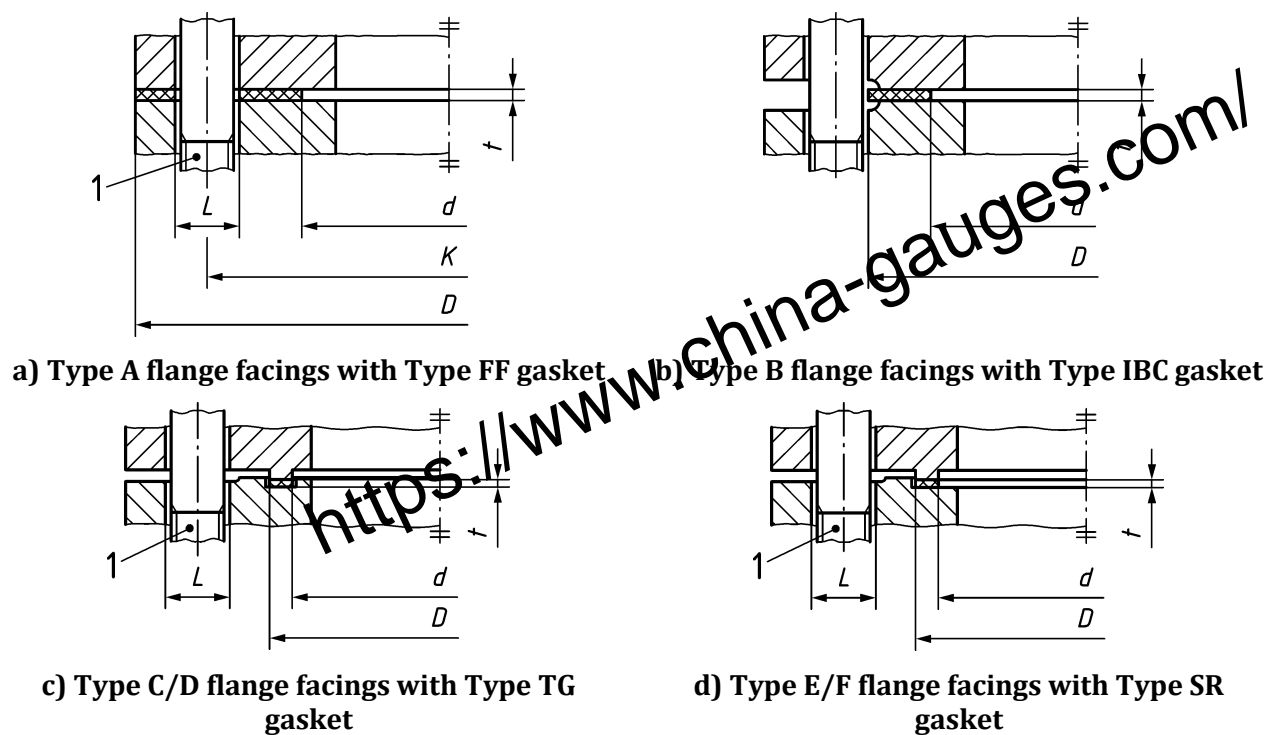 t
1
L
d
K
D
a) Type A flange facings with Type FF gasket
t
d
D
b) Type B flange facings with Type IBC gasket
https://www.china-gauges.com/
t
1
L
d
D
c) Type C/D flange facings with Type TG
gasket
t
1
L
d
D
d) Type E/F flange facings with Type SR
gasket